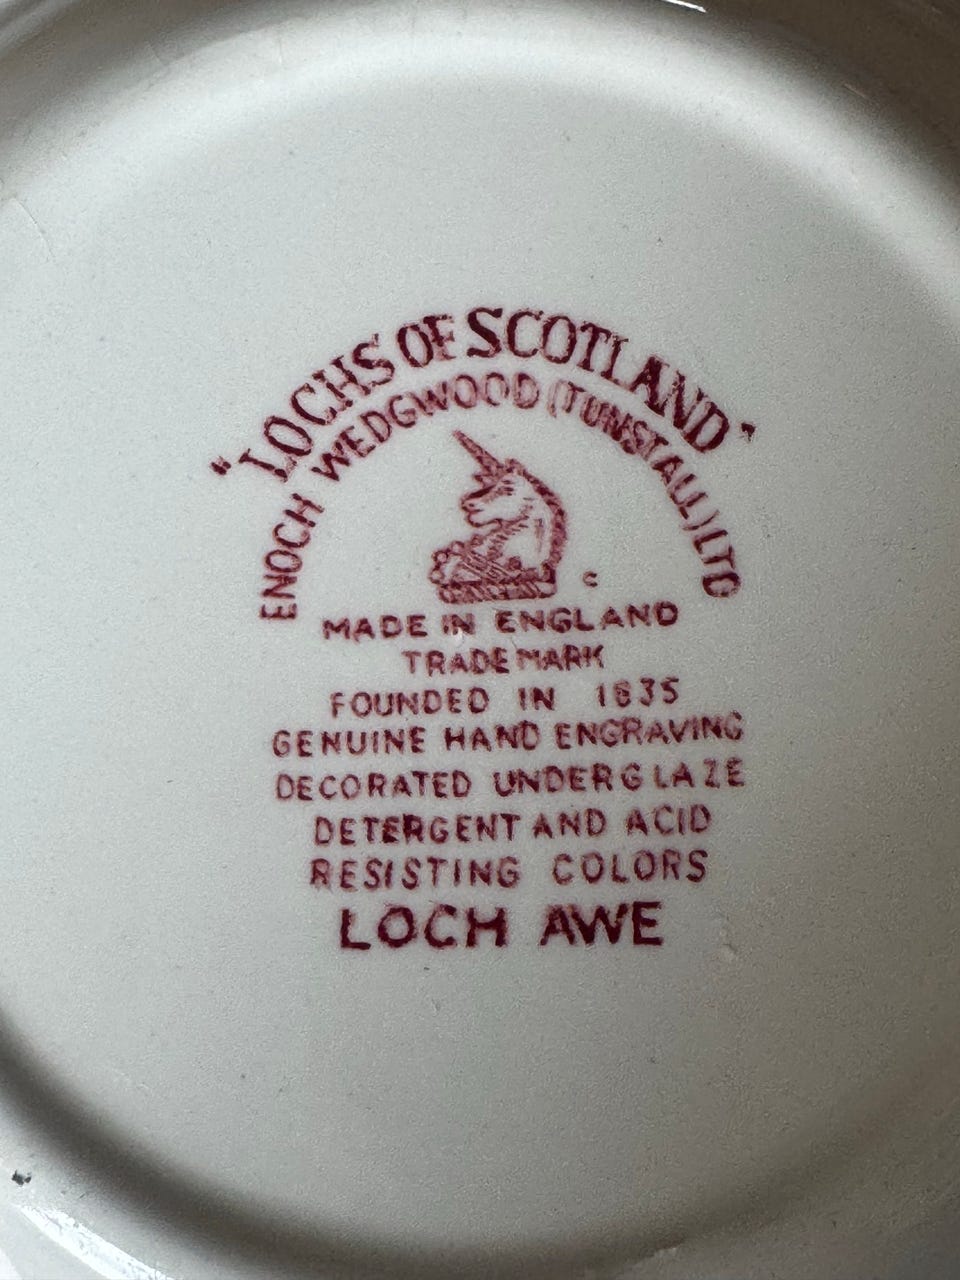 "LOCHS OF SCOTLAND"
ENOCH WEDGWOOD (TUNSTALL) LTD
C
MADE IN ENGLAND
TRADE MARK
FOUNDED IN 1835
GENUINE HAND ENGRAVING
DECORATED UNDERGLAZE
DETERGENT AND ACID
RESISTING COLORS
LOCH AWE